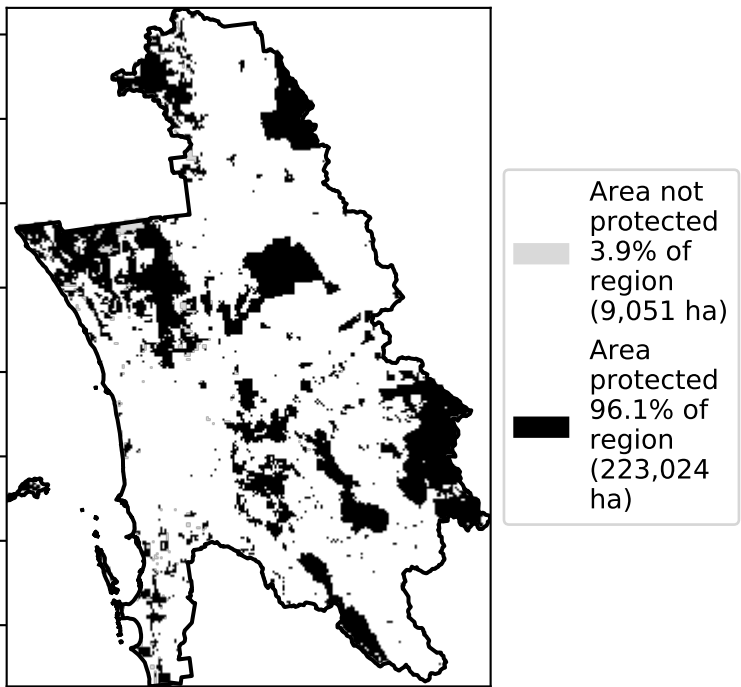 Area not
protected
3.9% of
region
(9,051 ha)
Area
protected
96.1% of
region
(223,024
ha)